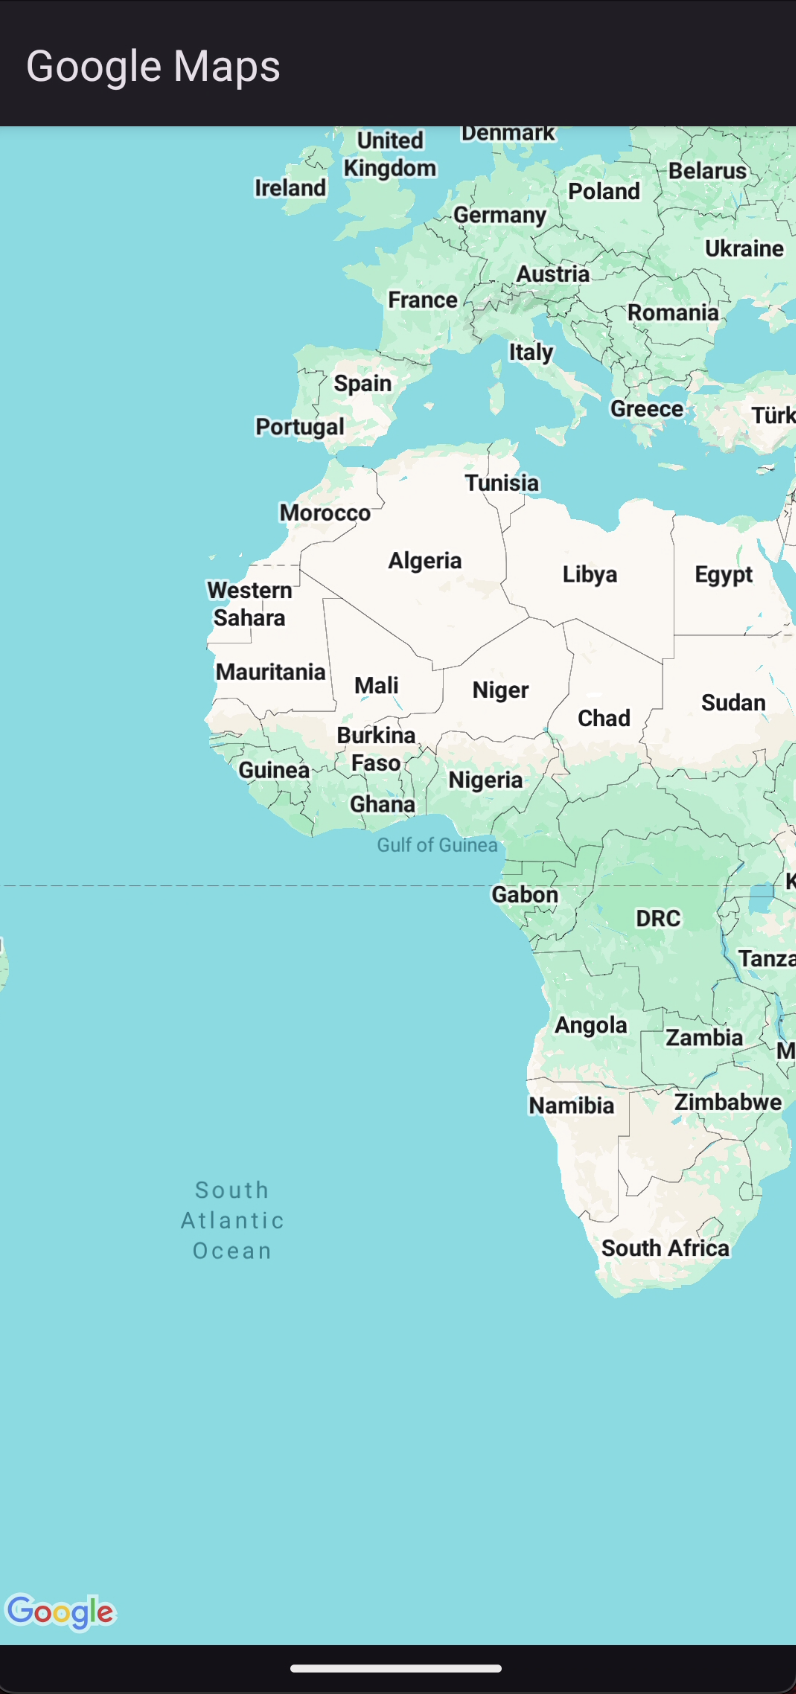 Google Maps
Denmark
United
Kingdom
Belarus
Ireland
Poland
Germany
Ukraine
Austria
France
Romania
Italy
Spain
Greece
Türk
Portugal
Tunisia
Morocco
Algeria
Libya
Egypt
Western
Sahara
Mauritania
Mali
Niger
Sudan
Chad
Burkina
Faso
Guinea
Nigeria
Ghana
Gulf of Guinea
K
Gabon
DRC
Tanza
Angola
Zambia
M
Namibia
Zimbabwe
South
Atlantic
Ocean
South Africa
Google